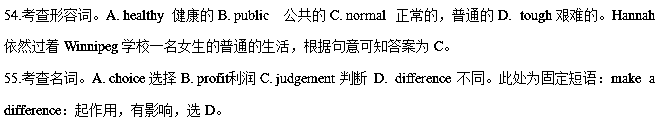 54.考查形容词。A. healthy 健康的 B. public 公共的 C. normal 正常的，普通的 D. tough 艰难的。Hannah
依然过着 Winnipeg 学校一名女生的普通的生活，根据句意可知答案为 C。
55.考查名词。A. choice 选择 B. profit利润 C. judgement 判断 D. difference 不同。此处为固定短语：make a
difference：起作用，有影响，选 D。